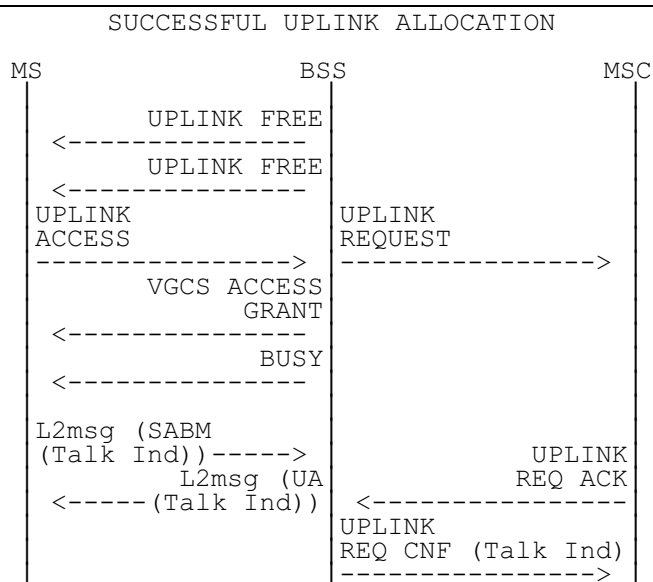 SUCCESSFUL UPLINK ALLOCATION
MS BSS MSC
UPLINK FREE
<---------------
UPLINK FREE
<---------------
UPLINK UPLINK
ACCESS REQUEST
----------------> ---------------->
VGCS ACCESS
GRANT
<---------------
BUSY
<---------------
L2msg (SABM
(Talk Ind))-----> UPLINK
L2msg (UA REQ ACK
<-----(Talk Ind)) <----------------
UPLINK
REQ CNF (Talk Ind)
---------------->